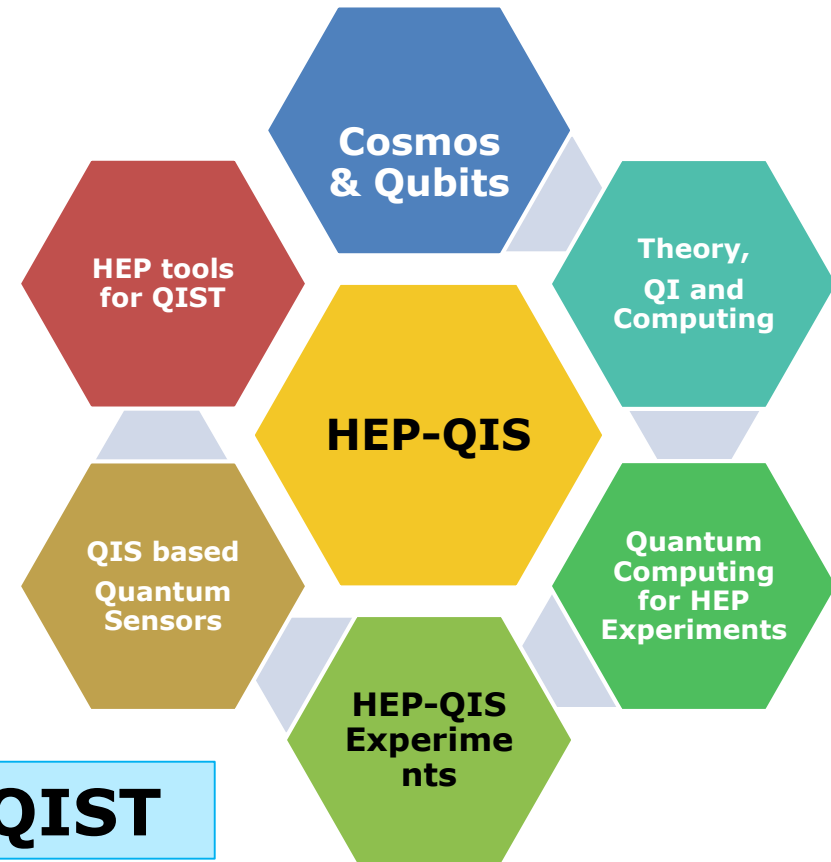 Cosmos
& Qubits
HEP tools
for QIST
Theory,
QI and
Computing
HEP-QIS
QIS based
Quantum
Sensors
Quantum
Computing
for HEP
Experiments
HEP-QIS
Experime
nts
QIST